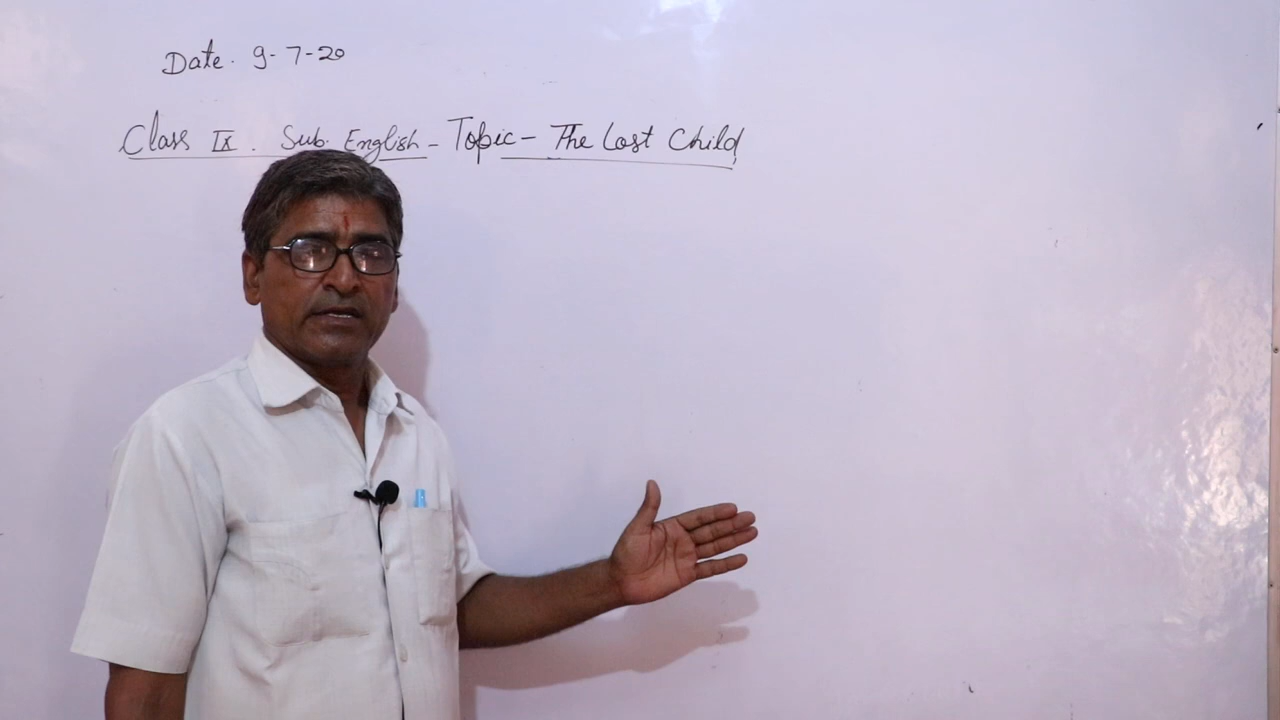 Date. 9-7-20
Class IX. Sub. English - Topic - The Lost Child